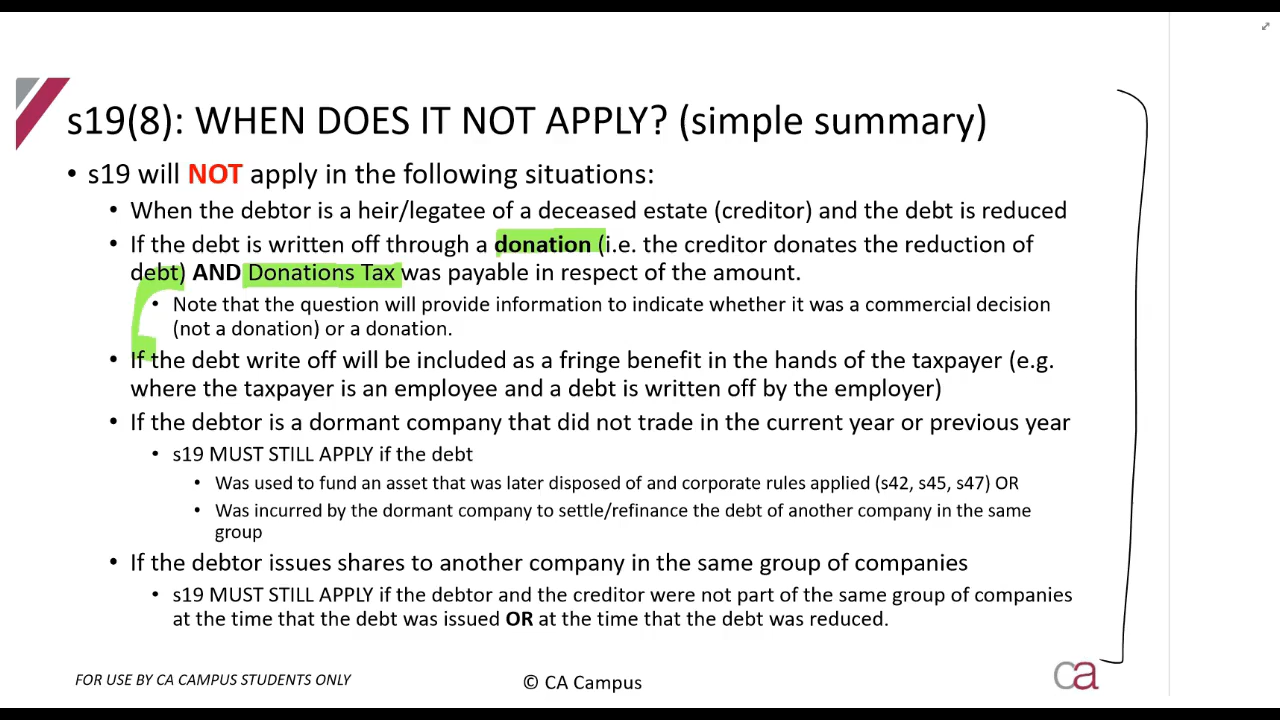 s19(8): WHEN DOES IT NOT APPLY? (simple summary)
• s19 will NOT apply in the following situations:
• When the debtor is a heir/legatee of a deceased estate (creditor) and the debt is reduced
• If the debt is written off through a donation (i.e. the creditor donates the reduction of
debt) AND Donations Tax was payable in respect of the amount.
• Note that the question will provide information to indicate whether it was a commercial decision
(not a donation) or a donation.
• If the debt write off will be included as a fringe benefit in the hands of the taxpayer (e.g.
where the taxpayer is an employee and a debt is written off by the employer)
• If the debtor is a dormant company that did not trade in the current year or previous year
• s19 MUST STILL APPLY if the debt
• Was used to fund an asset that was later disposed of and corporate rules applied (s42, s45, s47) OR
• Was incurred by the dormant company to settle/refinance the debt of another company in the same
group
• If the debtor issues shares to another company in the same group of companies
• s19 MUST STILL APPLY if the debtor and the creditor were not part of the same group of companies
at the time that the debt was issued OR at the time that the debt was reduced.
FOR USE BY CA CAMPUS STUDENTS ONLY
© CA Campus
ca